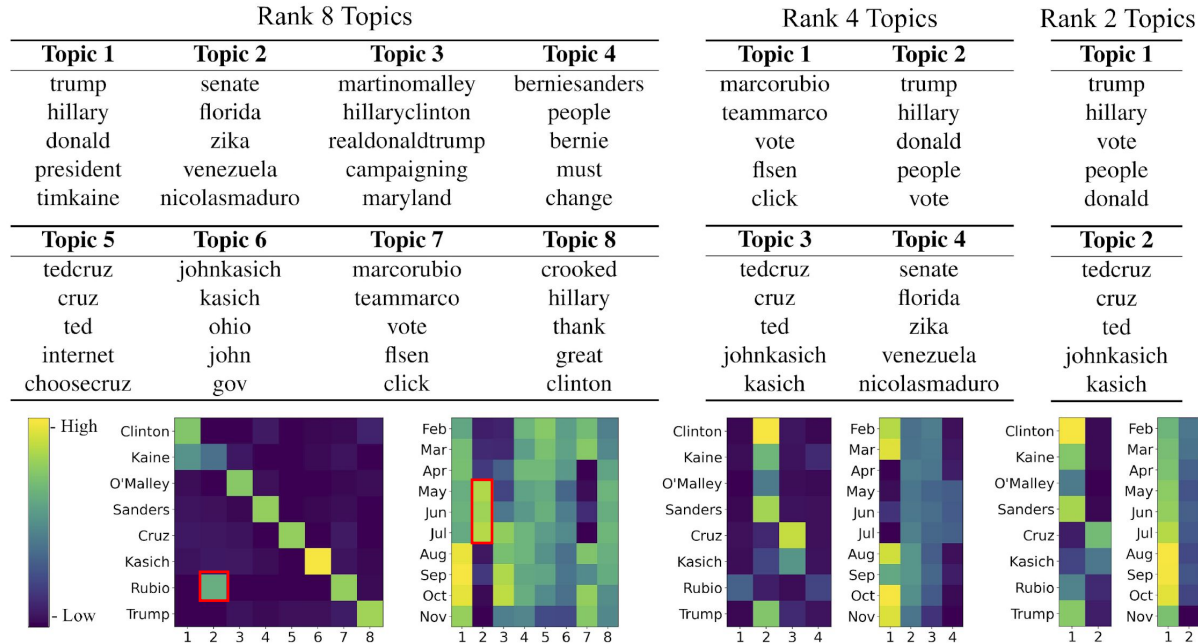 Rank 8 Topics Rank 4 Topics Rank 2 Topics
Topic 1 Topic 2 Topic 3 Topic 4 Topic 1 Topic 2 Topic 1
trump senate martinomalley berniesanders marcorubio trump trump
hillary florida hillaryclinton people teammarco hillary hillary
donald zika realdonaldtrump bernie vote donald vote
president venezuela campaigning must flsen people people
timkaine nicolasmaduro maryland change click vote donald
Topic 5 Topic 6 Topic 7 Topic 8 Topic 3 Topic 4 Topic 2
tedcruz johnkasich marcorubio crooked tedcruz senate tedcruz
cruz kasich teammarco hillary cruz florida cruz
ted ohio vote thank ted zika ted
internet john flsen great johnkasich venezuela johnkasich
choosecruz gov click clinton kasich nicolasmaduro kasich
- High Clinton Feb Clinton Feb Clinton Feb
Kaine Mar Kaine Mar Kaine Mar
O'Malley Apr O'Malley Apr O'Malley Apr
Sanders May Sanders May Sanders May
Cruz Jun Cruz Jun Cruz Jun
Kasich Jul Kasich Jul Kasich Jul
Rubio Aug Rubio Aug Rubio Aug
- Low Trump Sep Trump Sep Trump Sep
Oct Oct Oct
Nov Nov Nov
1 2 3 4 5 6 7 8 1 2 3 4 5 6 7 8 1 2 3 4 1 2 3 4 1 2 1 2